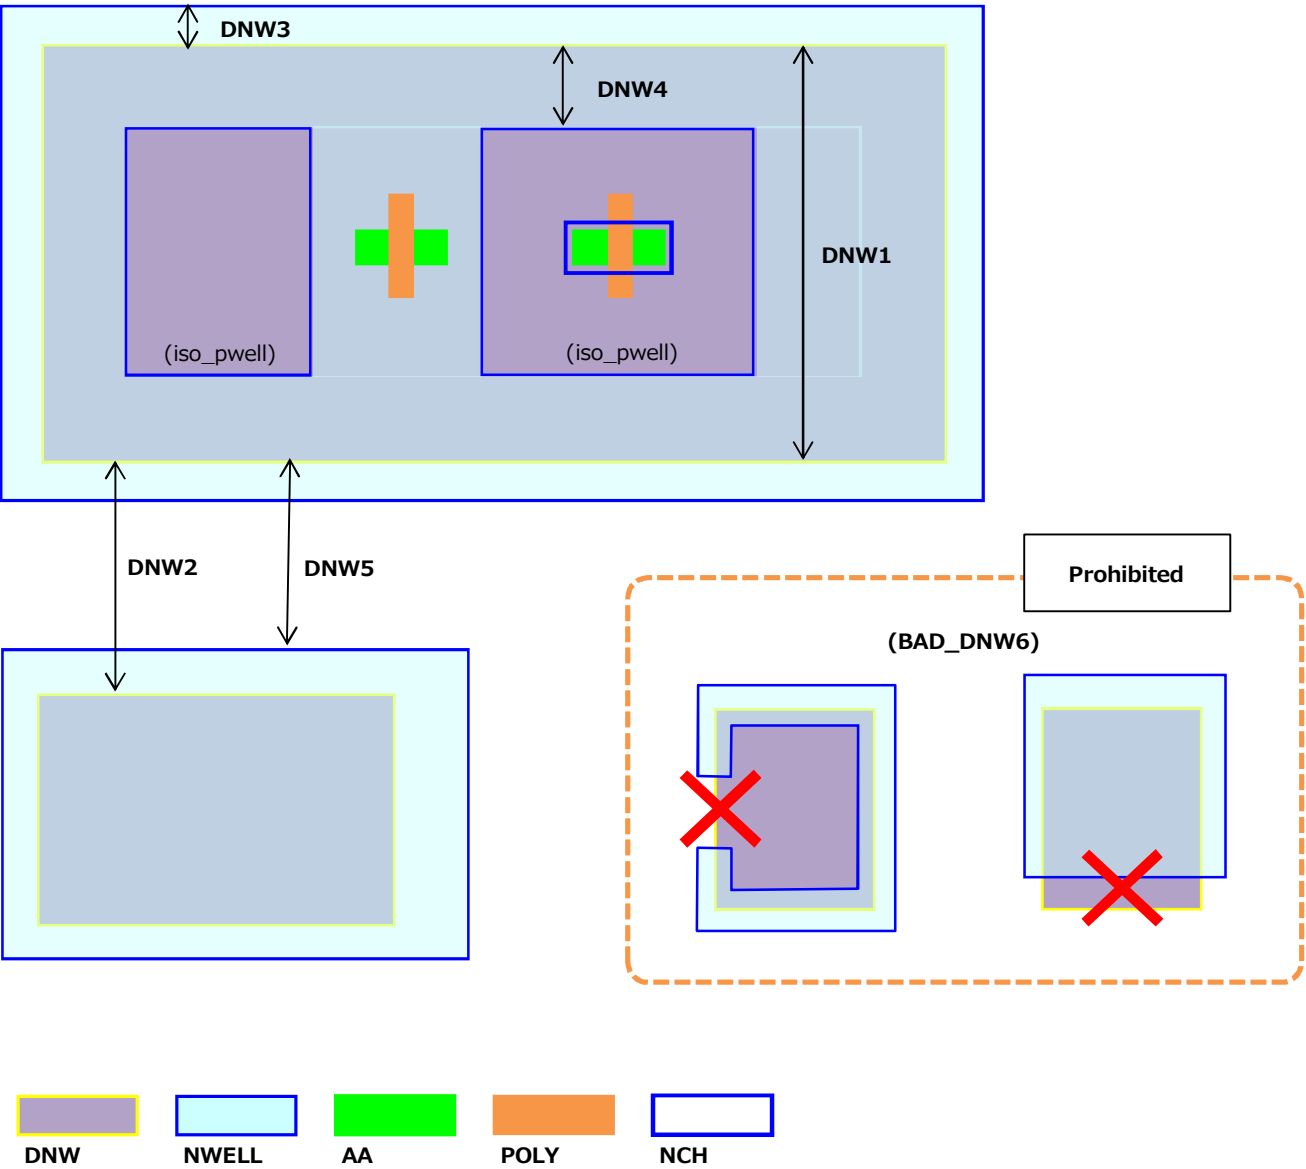 DNW3
DNW4
DNW1
(iso_pwell)
(iso_pwell)
DNW2
DNW5
Prohibited
(BAD_DNW6)
DNW
NWELL
AA
POLY
NCH